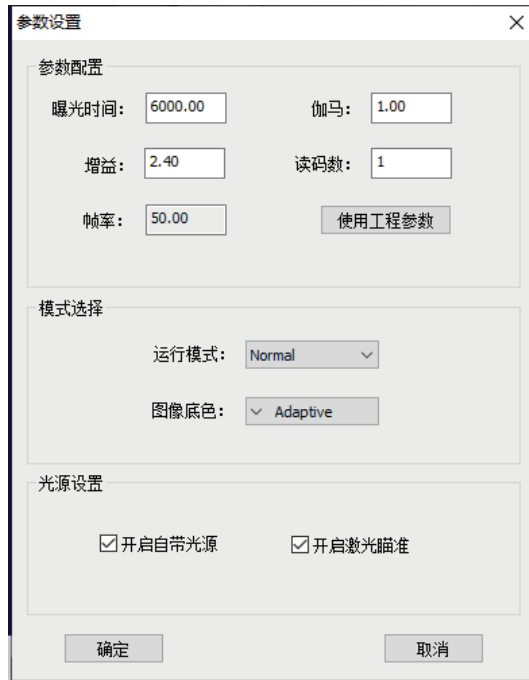 参数设置
参数配置
曝光时间： 6000.00 伽马： 1.00
增益： 2.40 读码数： 1
帧率： 50.00 使用工程参数
模式选择
运行模式： Normal
图像底色： Adaptive
光源设置
开启自带光源 开启激光瞄准
确定 取消